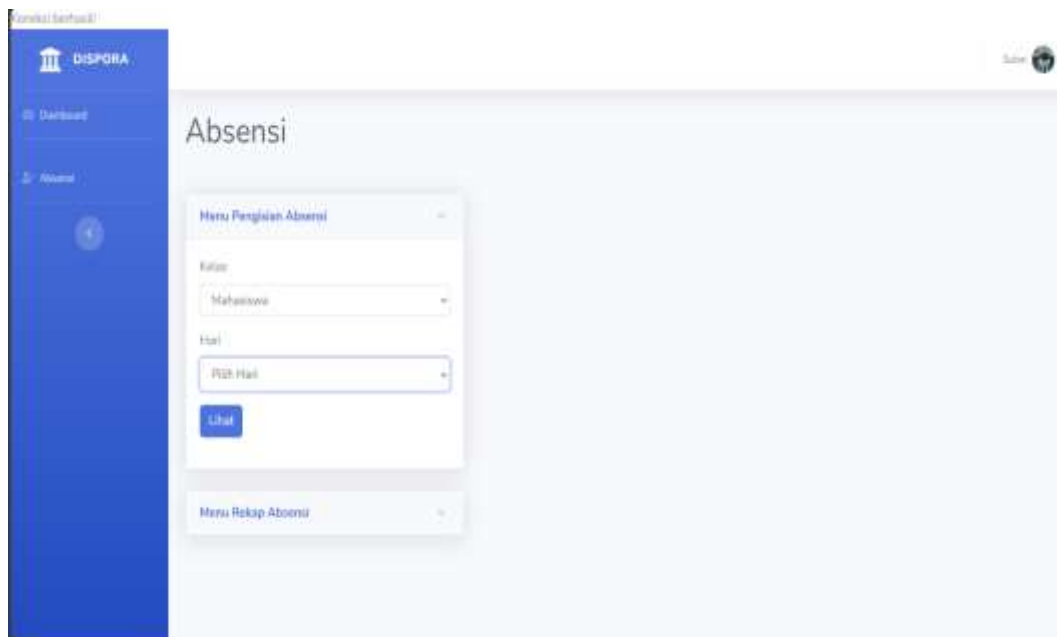 Koneksi berhasil!
DISPORA
Dashboard
Absensi
Absensi
Menu Pengisian Absensi
Kelas
Mahasiswa
Hari
Pilih Hari
Lihat
Menu Rekap Absensi